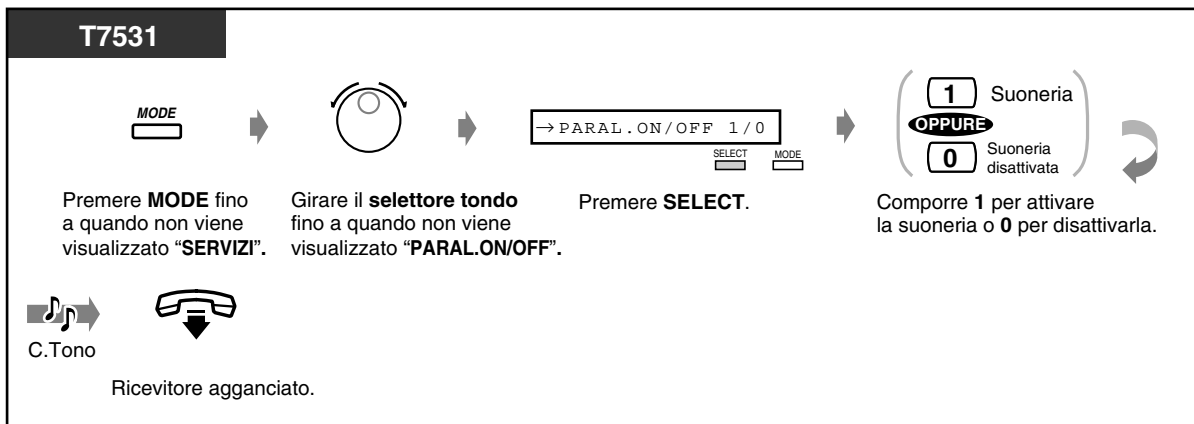 T7531
MODE
→PARAL.ON/OFF 1/0
SELECT MODE
1 Suoneria
OPPURE
0 Suoneria
disattivata
Premere MODE fino
a quando non viene
visualizzato “SERVIZI”.
Girare il selettore tondo
fino a quando non viene
visualizzato “PARAL.ON/OFF”.
Premere SELECT.
Comporre 1 per attivare
la suoneria o 0 per disattivarla.
C.Tono
Ricevitore agganciato.